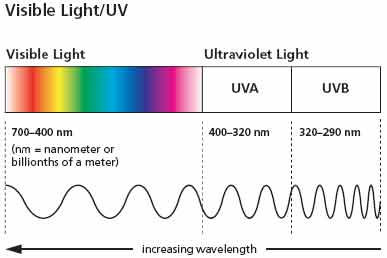 Visible Light/UV
Visible Light
Ultraviolet Light
UVA
UVB
700–400 nm
(nm = nanometer or
billionths of a meter)
400–320 nm
320–290 nm
increasing wavelength